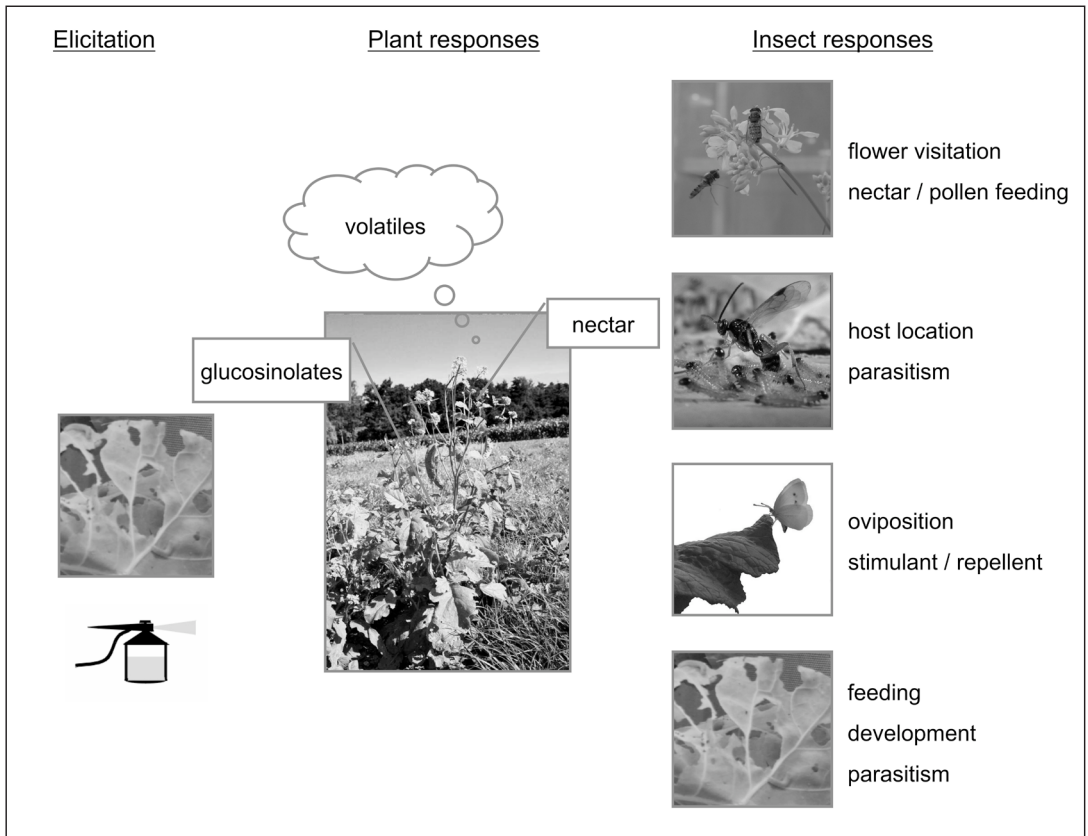 Elicitation
Plant responses
Insect responses
volatiles
glucosinolates
nectar
flower visitation
nectar / pollen feeding
host location
parasitism
oviposition
stimulant / repellent
feeding
development
parasitism